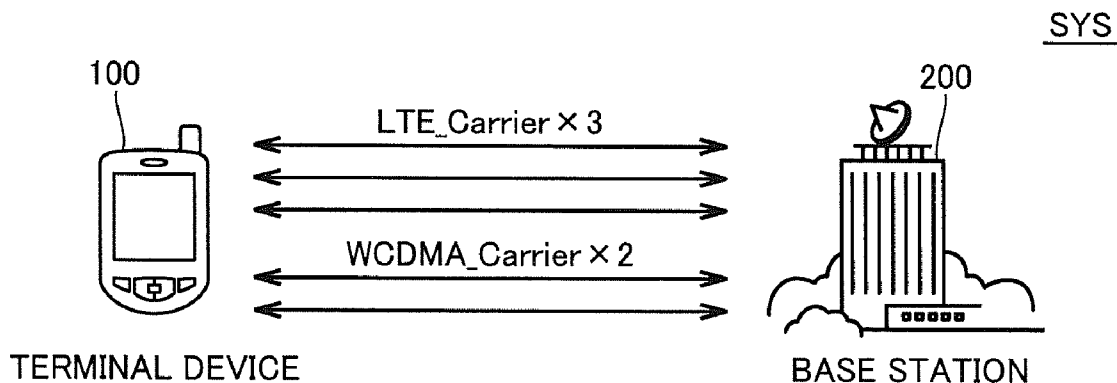 SYS
100
200
LTE_Carrier×3
WCDMA_Carrier×2
TERMINAL DEVICE
BASE STATION